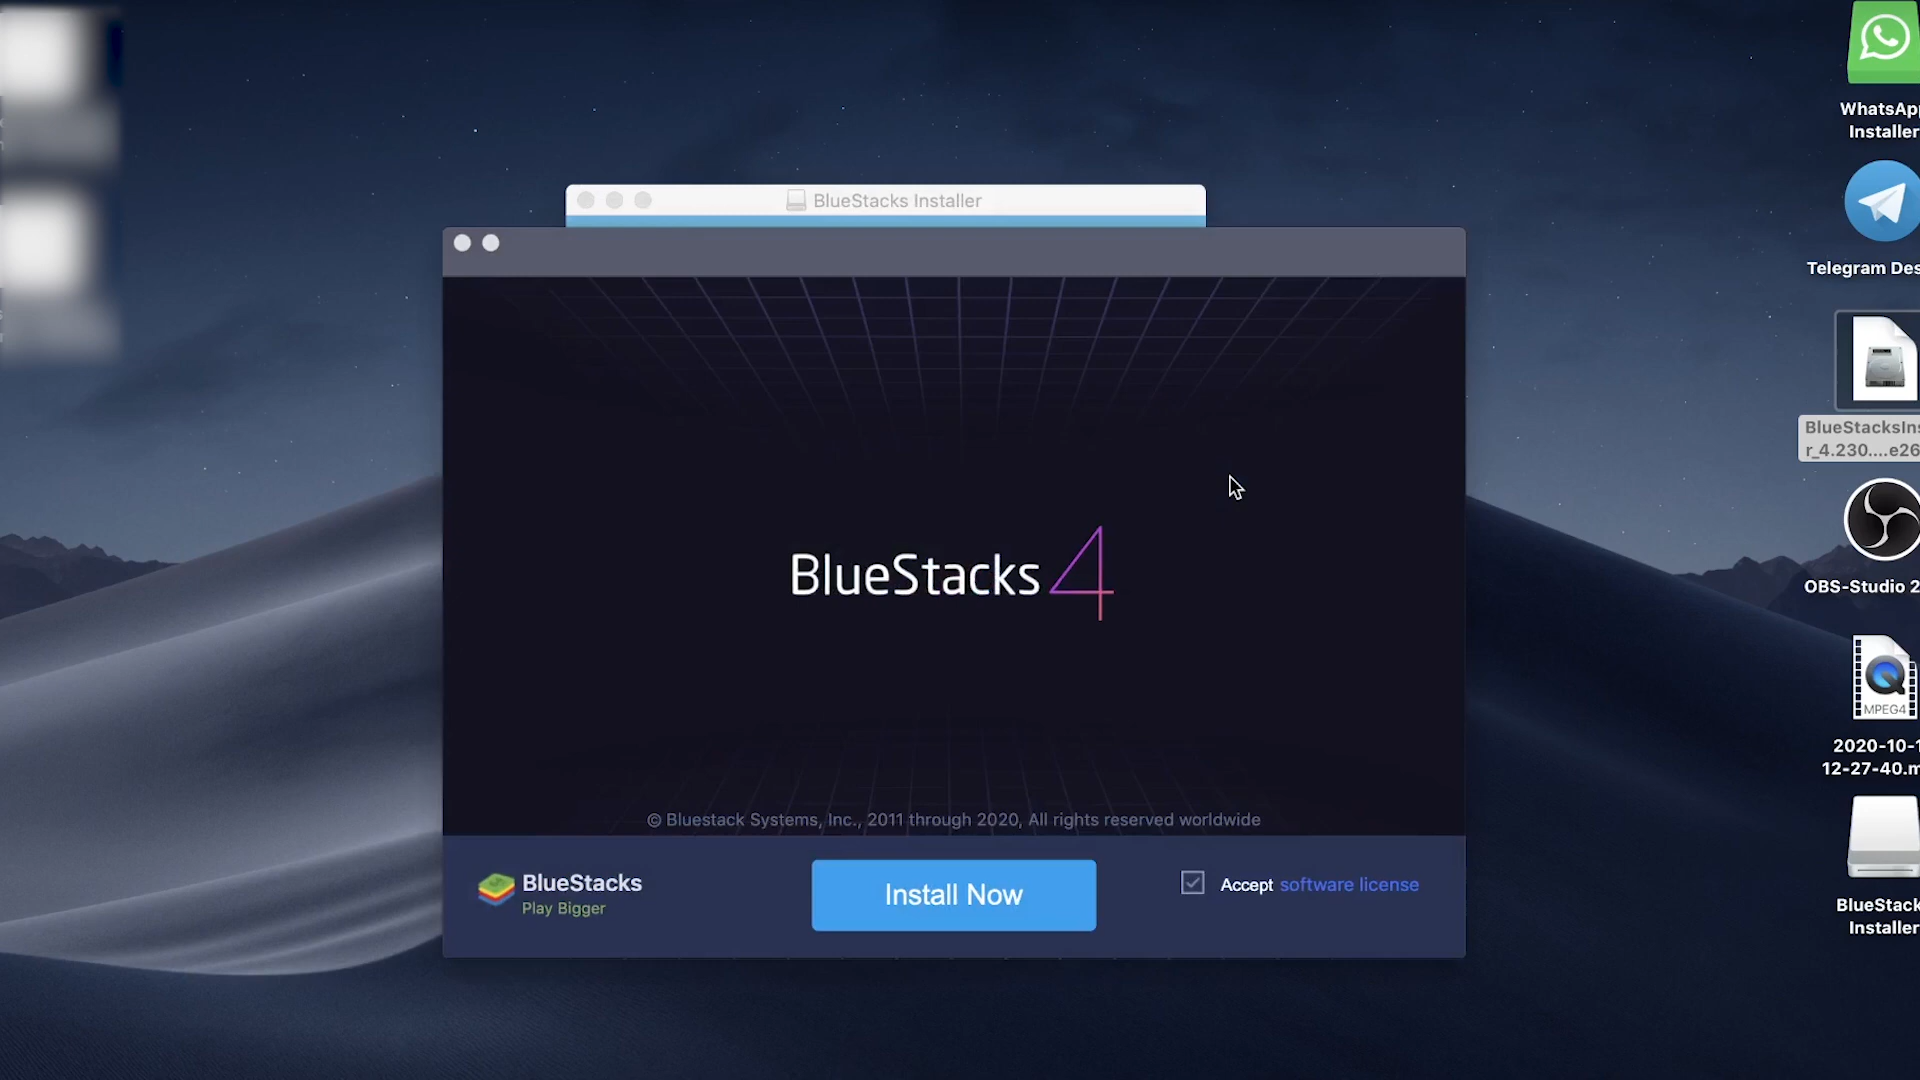 BlueStacks Installer
BlueStacks 4
© Bluestack Systems, Inc., 2011 through 2020, All rights reserved worldwide
BlueStacks
Play Bigger
Install Now
Accept software license
WhatsApp
Installer
Telegram Des
BlueStacksIns
r_4.230....e26
OBS-Studio 2
MPEG4
2020-10-1
12-27-40.m
BlueStack
Installer